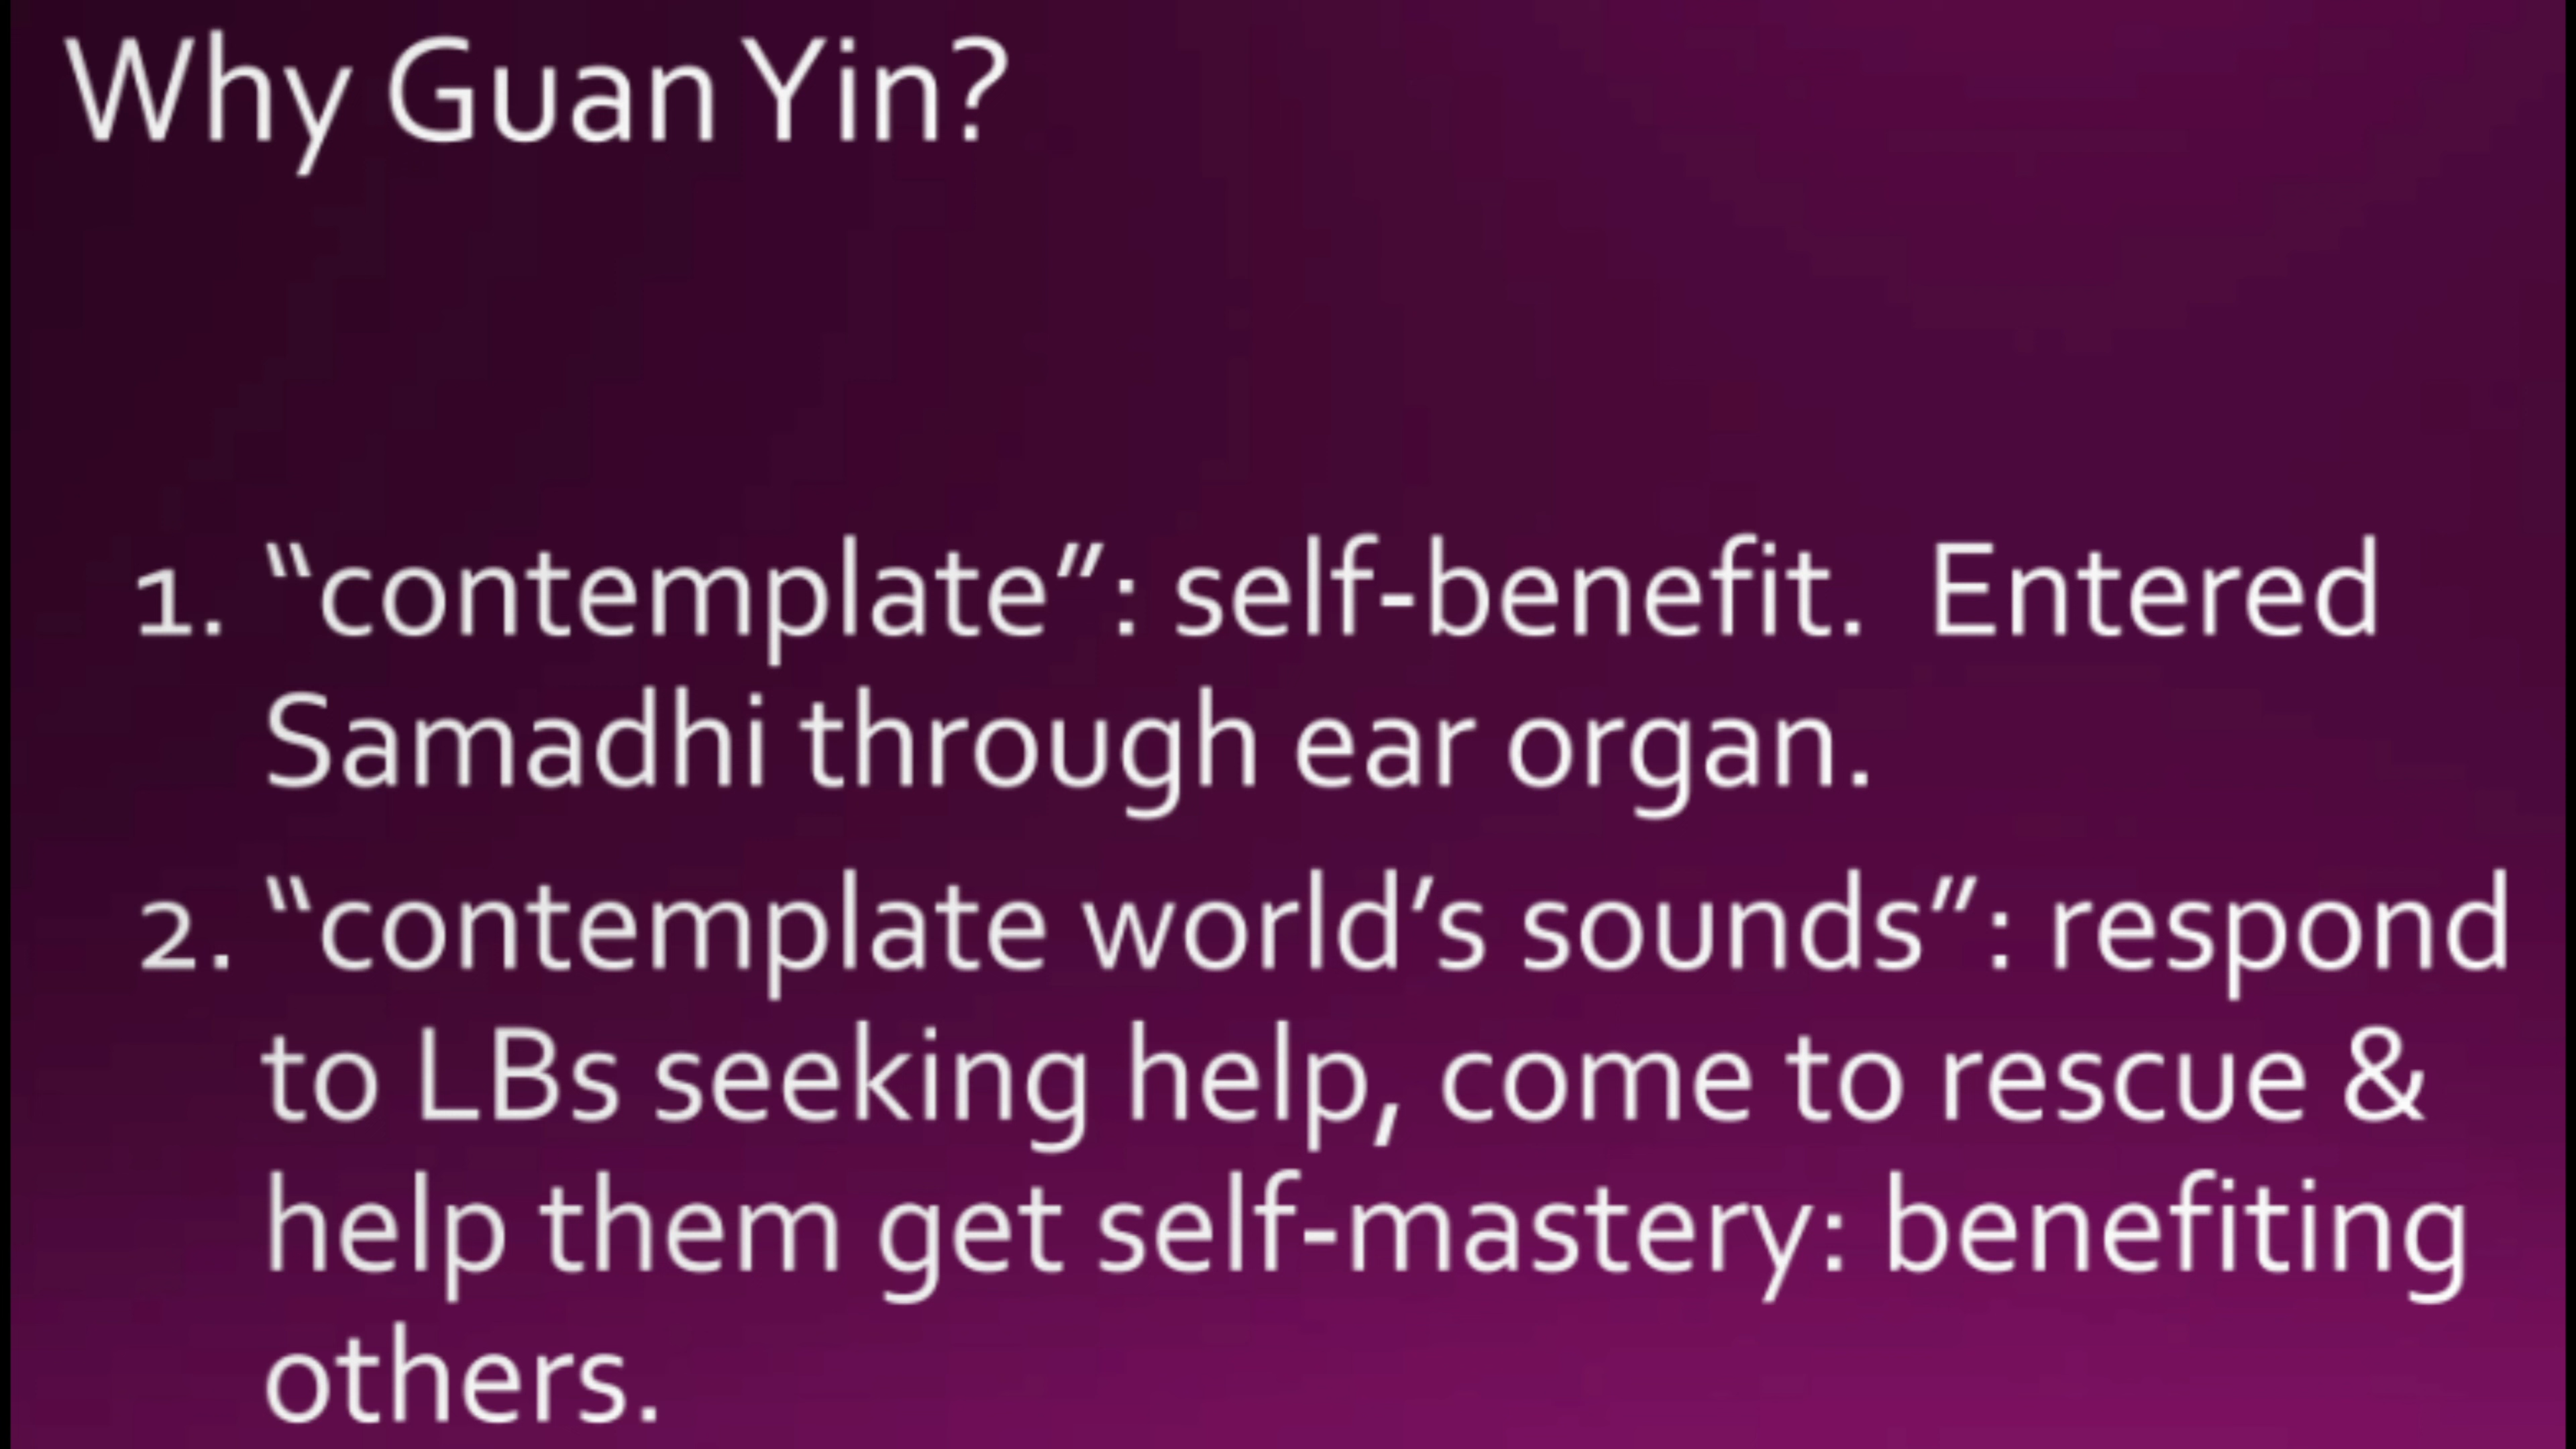 Why Guan Yin?
1. “contemplate”: self-benefit.  Entered
Samadhi through ear organ.
2. “contemplate world’s sounds”: respond
to LBs seeking help, come to rescue &
help them get self-mastery: benefiting
others.